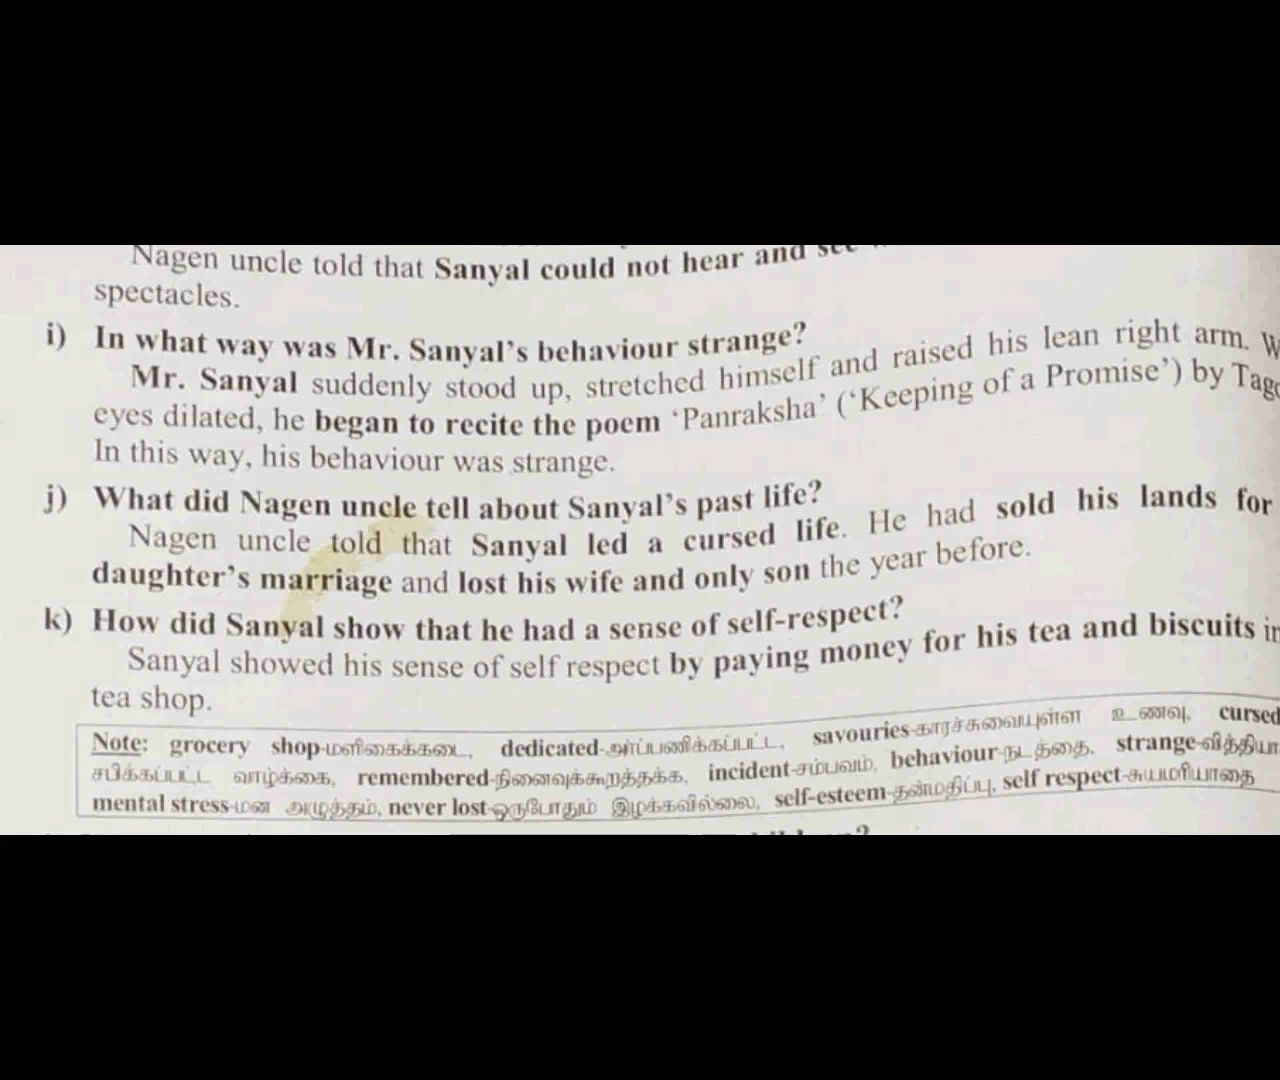 Nagen uncle told that Sanyal could not hear and see
spectacles.
i) In what way was Mr. Sanyal's behaviour strange?
Mr. Sanyal suddenly stood up, stretched himself and raised his lean right arm.
eyes dilated, he began to recite the poem 'Panraksha' ('Keeping of a Promise') by
In this way, his behaviour was strange.
j) What did Nagen uncle tell about Sanyal's past life?
Nagen uncle told that Sanyal led a cursed life. He had sold his lands for
daughter's marriage and lost his wife and only son the year before.
k) How did Sanyal show that he had a sense of self-respect?
Sanyal showed his sense of self respect by paying money for his tea and biscuits in
tea shop.
Note: grocery shop-மளிகைக்கடை, dedicated-அர்ப்பணிக்கப்பட்ட, savouries-காரச்சுவையுள்ள உணவு, cursed
சபிக்கப்பட்ட வாழ்க்கை, remembered-நினைவுக்கூறத்தக்க, incident-சம்பவம், behaviour-நடத்தை, strange-
mental stress-மன அழுத்தம், never lost-ஒருபோதும் இழக்கவில்லை, self-esteem-தன்மதிப்பு, self respect-சுயமரியாதை